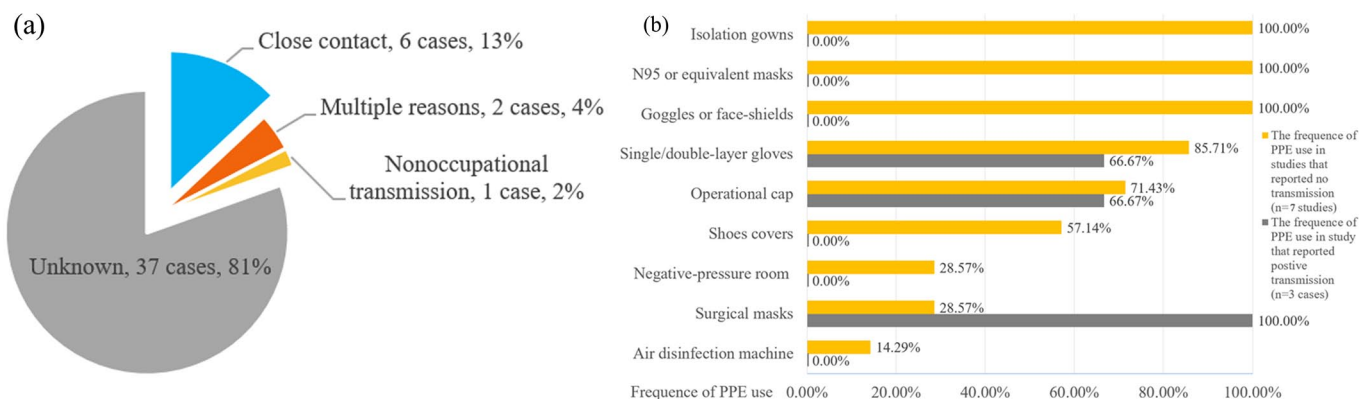 (a)
Close contact, 6 cases, 13%
Multiple reasons, 2 cases, 4%
Nonoccupational
transmission, 1 case, 2%
Unknown, 37 cases, 81%
(b)
Isolation gowns
100.00%
0.00%
N95 or equivalent masks
100.00%
0.00%
Goggles or face-shields
100.00%
0.00%
Single/double-layer gloves
85.71%
66.67%
Operational cap
71.43%
66.67%
Shoes covers
57.14%
0.00%
Negative-pressure room
28.57%
0.00%
Surgical masks
28.57%
100.00%
Air disinfection machine
14.29%
0.00%
Frequence of PPE use
0.00% 20.00% 40.00% 60.00% 80.00% 100.00%
The frequence of
PPE use in
studies that
reported no
transmission
(n=7 studies)
The frequence of
PPE use in study
that reported
postive
transmission
(n=3 cases)